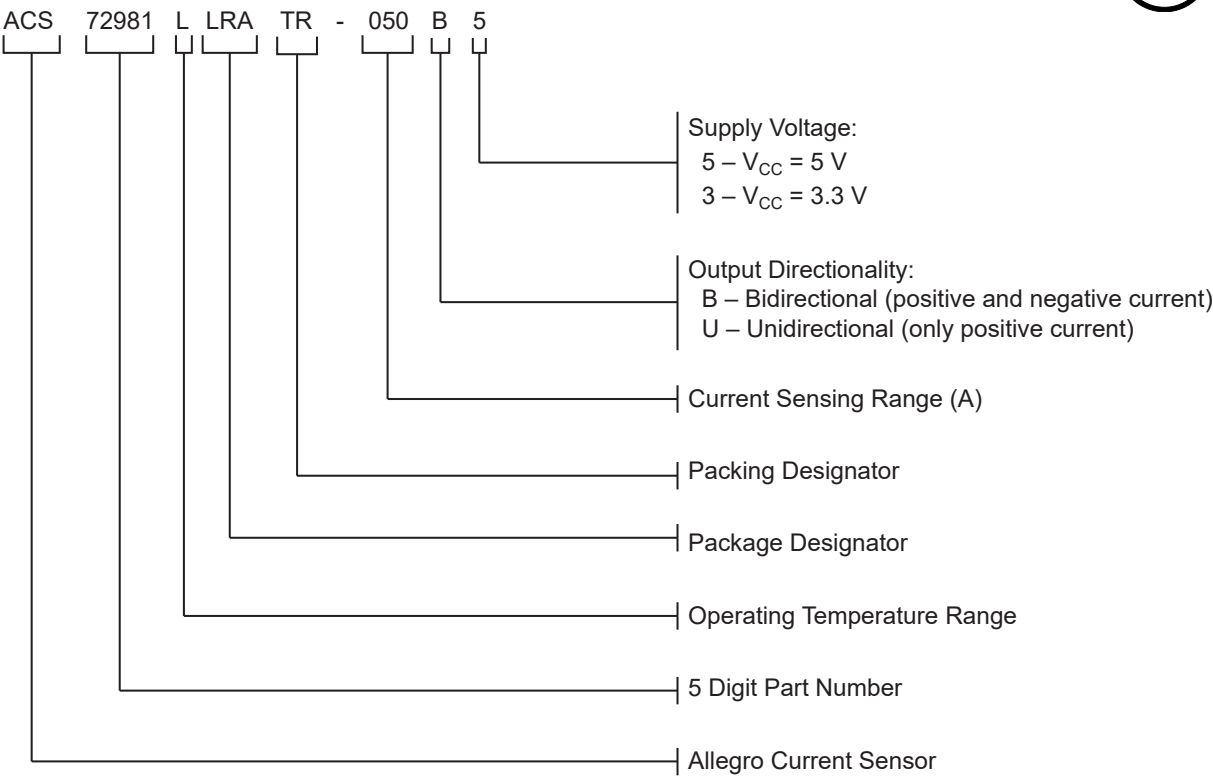 ACS 72981 L LRA TR - 050 B 5
Supply Voltage:
5 – VCC = 5 V
3 – VCC = 3.3 V
Output Directionality:
B – Bidirectional (positive and negative current)
U – Unidirectional (only positive current)
Current Sensing Range (A)
Packing Designator
Package Designator
Operating Temperature Range
5 Digit Part Number
Allegro Current Sensor